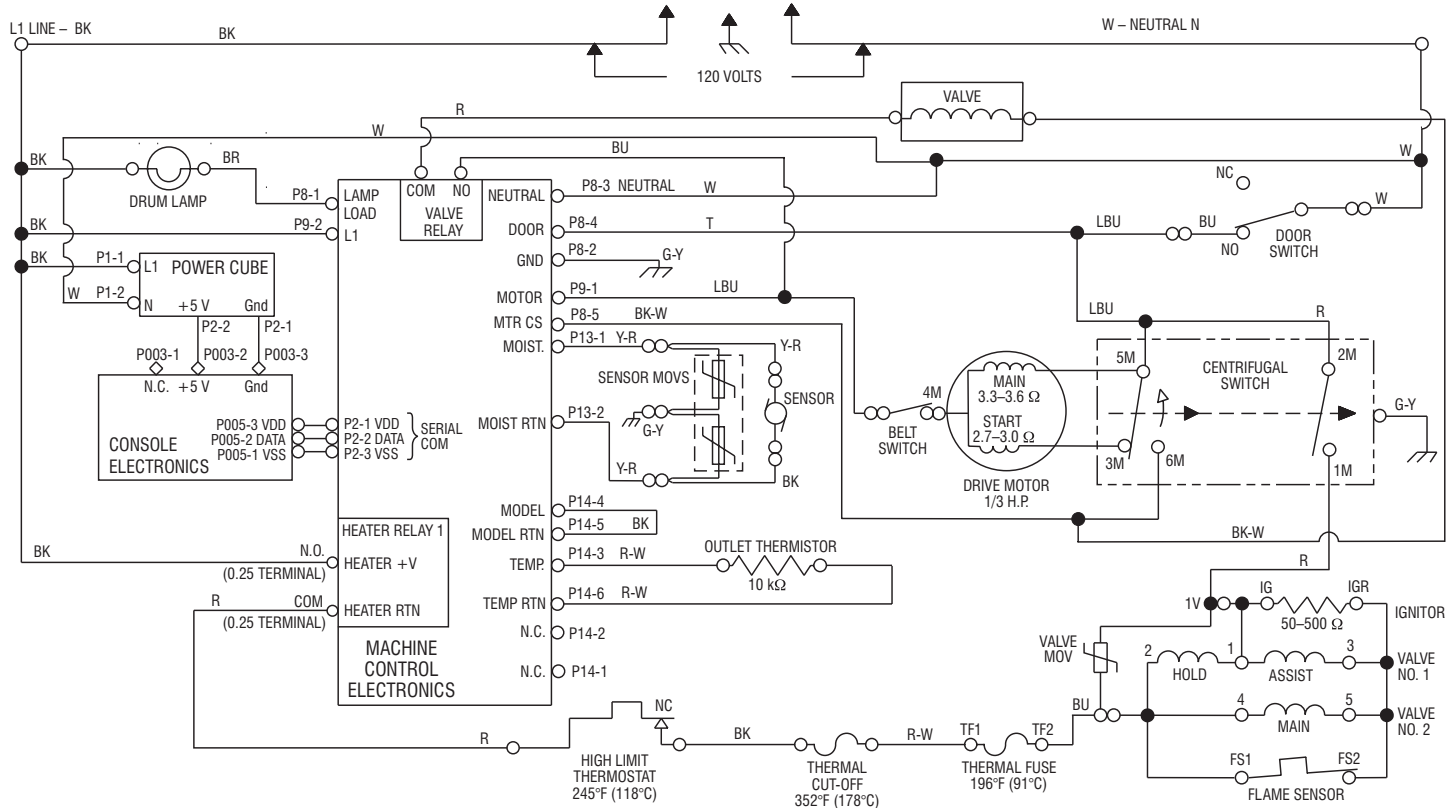 L1 LINE – BK
BK
W – NEUTRAL N
120 VOLTS
VALVE
R
W
BU
W
BK
BR
DRUM LAMP
P8-1
LAMP
LOAD
COM
NO
VALVE
RELAY
NEUTRAL
P8-3 NEUTRAL
W
NC
BK
P9-2
L1
DOOR
P8-4
T
LBU
BU
NO
W
DOOR
SWITCH
BK
P1-1
L1
POWER CUBE
GND
P8-2
G-Y
W
P1-2
N
+5 V
Gnd
MOTOR
P9-1
LBU
P2-2
P2-1
MTR CS
P8-5
BK-W
LBU
R
P003-1
P003-2
P003-3
MOIST.
P13-1
Y-R
Y-R
5M
CENTRIFUGAL
SWITCH
2M
N.C.
+5 V
Gnd
SENSOR MOVS
SENSOR
4M
MAIN
3.3–3.6 Ω
START
2.7–3.0 Ω
G-Y
P005-3 VDD
P2-1 VDD
P005-2 DATA
P2-2 DATA
P005-1 VSS
P2-3 VSS
SERIAL
COM
CONSOLE
ELECTRONICS
MOIST RTN
P13-2
G-Y
BELT
SWITCH
3M
6M
1M
Y-R
BK
DRIVE MOTOR
1/3 H.P.
MODEL
P14-4
MODEL RTN
P14-5
BK
BK-W
HEATER RELAY 1
BK
N.O.
(0.25 TERMINAL)
HEATER +V
TEMP.
P14-3
R-W
OUTLET THERMISTOR
10 kΩ
R
R
COM
(0.25 TERMINAL)
HEATER RTN
TEMP RTN
P14-6
R-W
1V
IG
IGR
50–500 Ω
IGNITOR
N.C.
P14-2
MACHINE
CONTROL
ELECTRONICS
VALVE
MOV
2
1
3
HOLD
ASSIST
VALVE
NO. 1
N.C.
P14-1
BU
4
5
MAIN
VALVE
NO. 2
NC
R
BK
R-W
TF1
TF2
HIGH LIMIT
THERMOSTAT
245°F (118°C)
THERMAL
CUT-OFF
352°F (178°C)
THERMAL FUSE
196°F (91°C)
FS1
FS2
FLAME SENSOR